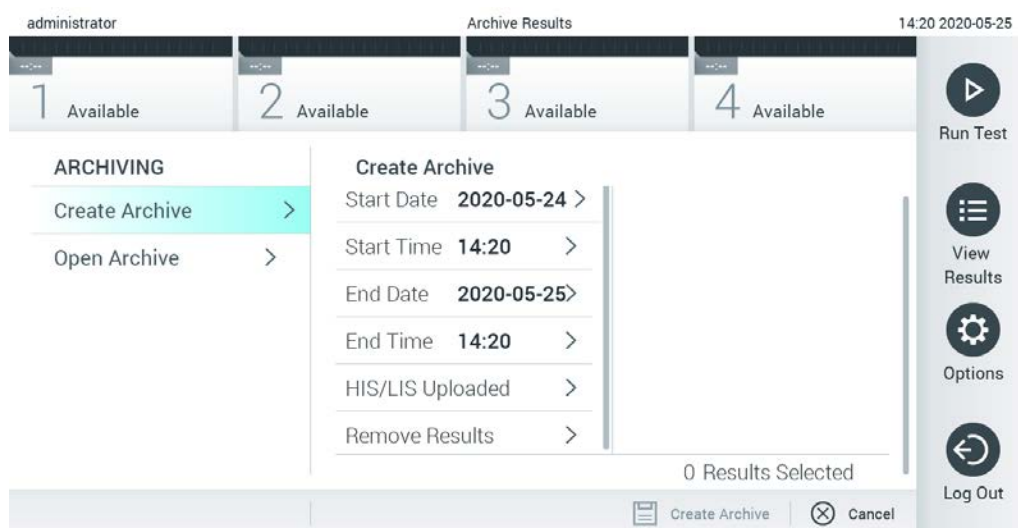 administrator
Archive Results
14:20 2020-05-25
--:--
1 Available
--:--
2 Available
--:--
3 Available
--:--
4 Available
Run Test
View
Results
Options
Log Out
ARCHIVING
Create Archive
Open Archive
Create Archive
Start Date 2020-05-24
Start Time 14:20
End Date 2020-05-25
End Time 14:20
HIS/LIS Uploaded
Remove Results
0 Results Selected
Create Archive
Cancel